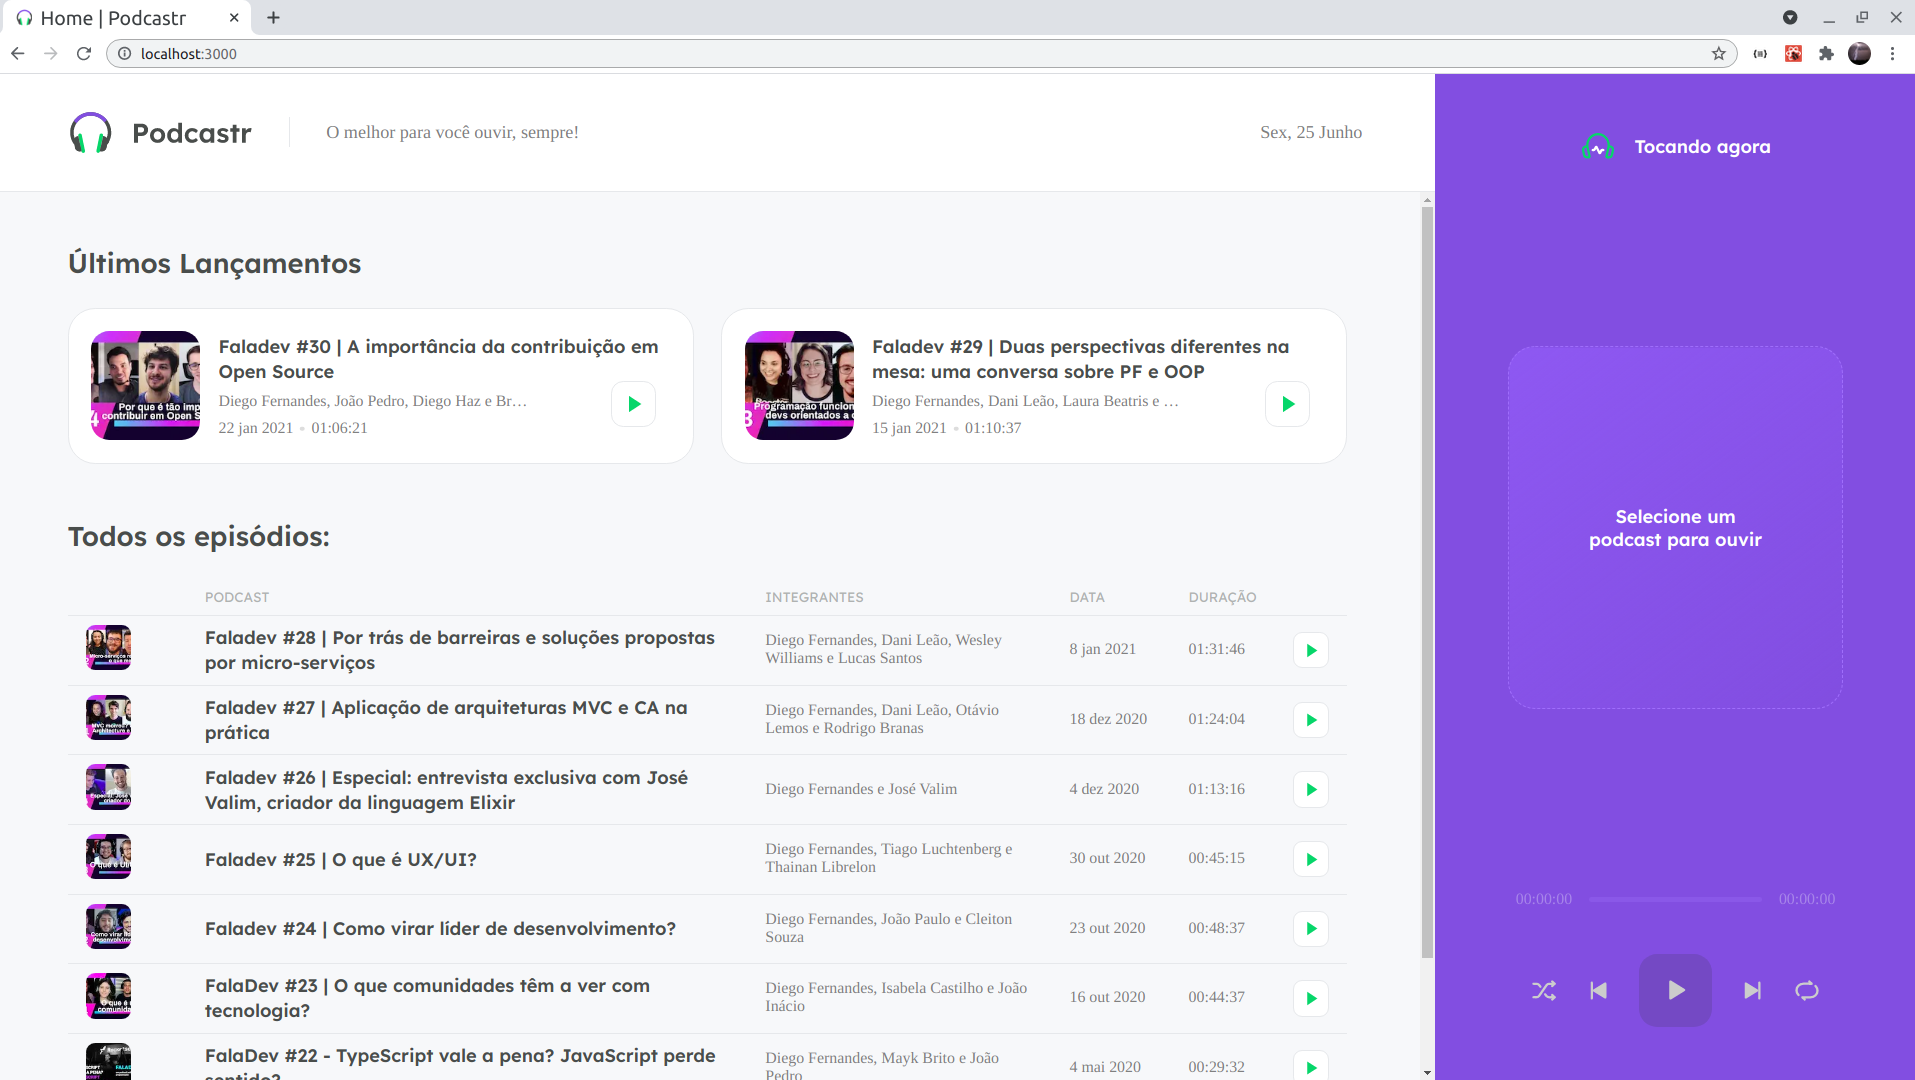 Home | Podcastr
localhost:3000
Podcastr
O melhor para você ouvir, sempre!
Sex, 25 Junho
Tocando agora
Últimos Lançamentos
Faladev #30 | A importância da contribuição em
Open Source
Diego Fernandes, João Pedro, Diego Haz e Br…
22 jan 2021 • 01:06:21
Por que é tão imp
contribuir em Open S
Faladev #29 | Duas perspectivas diferentes na
mesa: uma conversa sobre PF e OOP
Diego Fernandes, Dani Leão, Laura Beatris e …
15 jan 2021 • 01:10:37
Programação funcion
devs orientados a o
Selecione um
podcast para ouvir
Todos os episódios:
PODCAST INTEGRANTES DATA DURAÇÃO
Faladev #28 | Por trás de barreiras e soluções propostas
por micro-serviços
Diego Fernandes, Dani Leão, Wesley
Williams e Lucas Santos
8 jan 2021
01:31:46
Faladev #27 | Aplicação de arquiteturas MVC e CA na
prática
Diego Fernandes, Dani Leão, Otávio
Lemos e Rodrigo Branas
18 dez 2020
01:24:04
Faladev #26 | Especial: entrevista exclusiva com José
Valim, criador da linguagem Elixir
Diego Fernandes e José Valim
4 dez 2020
01:13:16
Faladev #25 | O que é UX/UI?
Diego Fernandes, Tiago Luchtenberg e
Thainan Librelon
30 out 2020
00:45:15
Faladev #24 | Como virar líder de desenvolvimento?
Diego Fernandes, João Paulo e Cleiton
Souza
23 out 2020
00:48:37
FalaDev #23 | O que comunidades têm a ver com
tecnologia?
Diego Fernandes, Isabela Castilho e João
Inácio
16 out 2020
00:44:37
FalaDev #22 - TypeScript vale a pena? JavaScript perde
sentido?
Diego Fernandes, Mayk Brito e João
Pedro
4 mai 2020
00:29:32
00:00:00
00:00:00